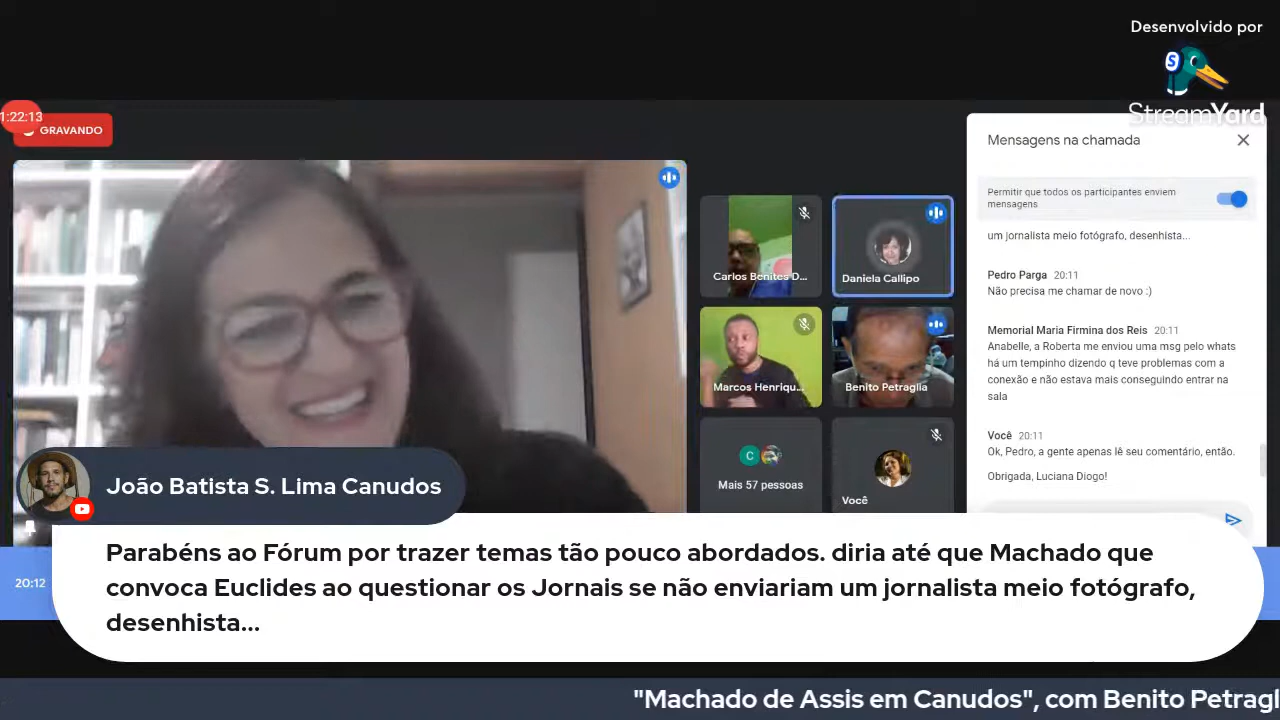 Desenvolvido por
StreamYard
1:22:13
GRAVANDO
Mensagens na chamada
Permitir que todos os participantes enviem
mensagens
um jornalista meio fotógrafo, desenhista...
Pedro Parga 20:11
Não precisa me chamar de novo :)
Memorial Maria Firmina dos Reis 20:11
Anabelle, a Roberta me enviou uma msg pelo whats
há um tempinho dizendo q teve problemas com a
conexão e não estava mais conseguindo entrar na
sala
Você 20:11
Ok, Pedro, a gente apenas lê seu comentário, então.
Obrigada, Luciana Diogo!
Carlos Benites D...
Daniela Callipo
Marcos Henriqu...
Benito Petraglia
C
Mais 57 pessoas
Você
João Batista S. Lima Canudos
Parabéns ao Fórum por trazer temas tão pouco abordados. diria até que Machado que
convoca Euclides ao questionar os Jornais se não enviariam um jornalista meio fotógrafo,
desenhista...
20:12
"Machado de Assis em Canudos", com Benito Petragl